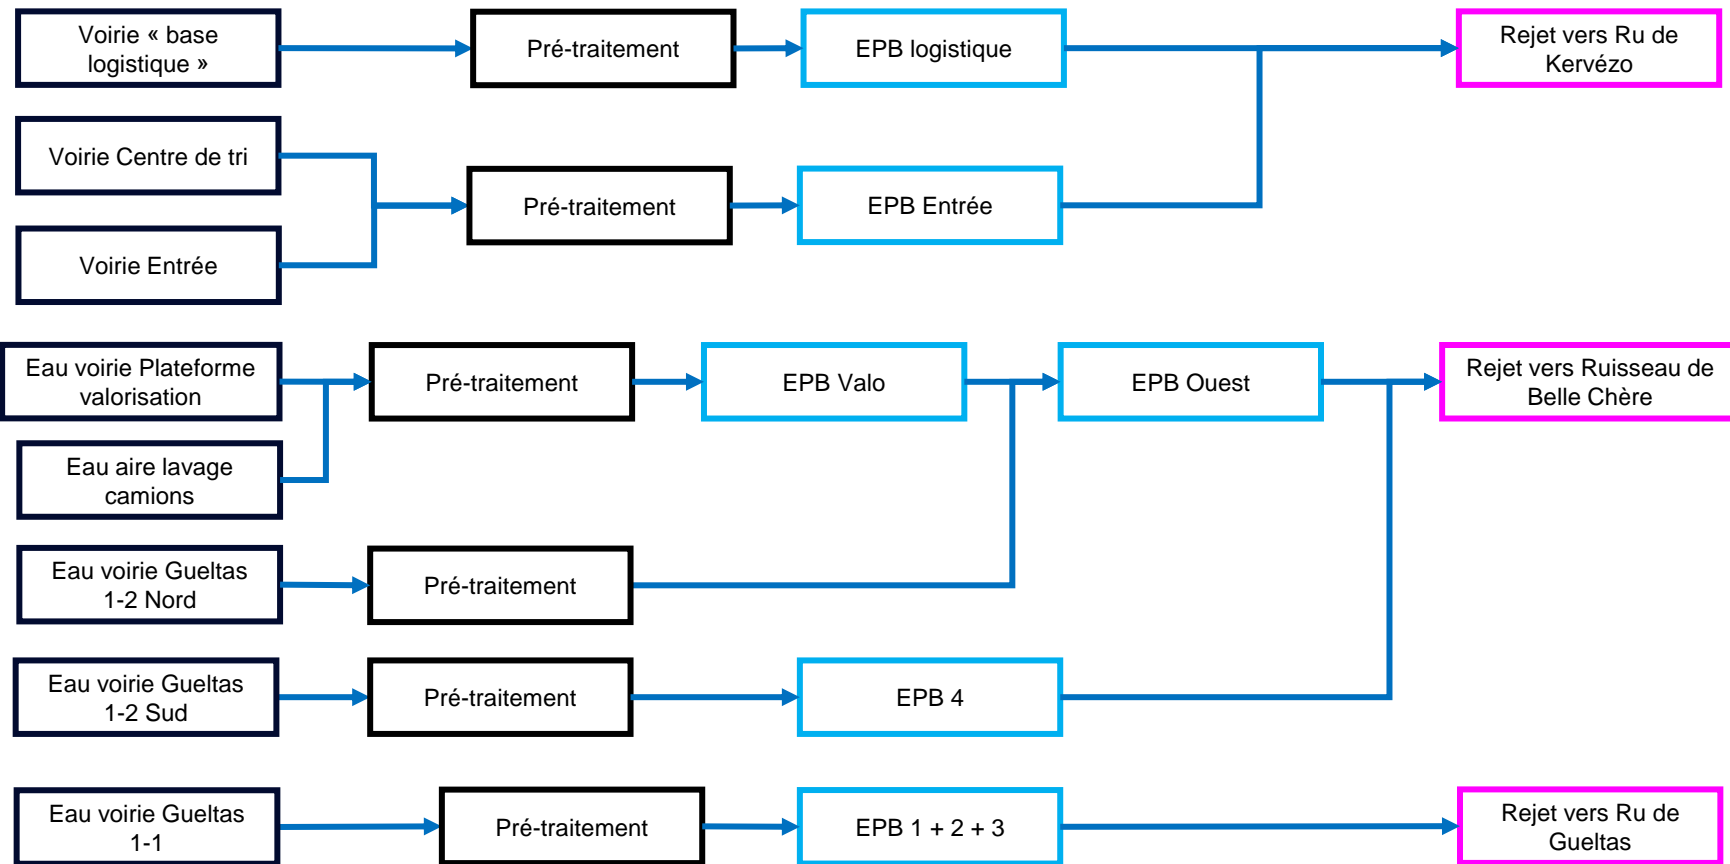 Voirie « base
logistique »
Pré-traitement
EPB logistique
Rejet vers Ru de
Kervézo
Voirie Centre de tri
Pré-traitement
EPB Entrée
Voirie Entrée
Eau voirie Plateforme
valorisation
Pré-traitement
EPB Valo
EPB Ouest
Rejet vers Ruisseau de
Belle Chère
Eau aire lavage
camions
Eau voirie Gueltas
1-2 Nord
Pré-traitement
Eau voirie Gueltas
1-2 Sud
Pré-traitement
EPB 4
Eau voirie Gueltas
1-1
Pré-traitement
EPB 1 + 2 + 3
Rejet vers Ru de
Gueltas